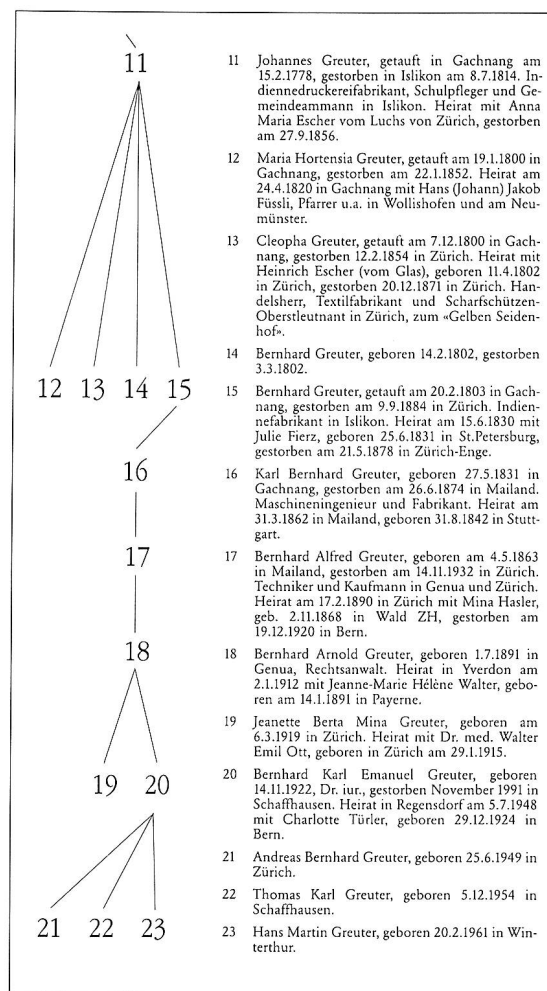 11
12 13 14 15
16
17
18
19 20
21 22 23
11 Johannes Greuter, getauft in Gachnang am
15.2.1778, gestorben in Islikon am 8.7.1814. In-
diennedruckereifabrikant, Schulpfleger und Ge-
meindeammann in Islikon. Heirat mit Anna
Maria Escher vom Luchs von Zürich, gestorben
am 27.9.1856.
12 Maria Hortensia Greuter, getauft am 19.1.1800 in
Gachnang, gestorben am 22.1.1852. Heirat am
24.4.1820 in Gachnang mit Hans (Johann) Jakob
Füssli, Pfarrer u.a. in Wollishofen und am Neu-
münster.
13 Cleopha Greuter, getauft am 7.12.1800 in Gach-
nang, gestorben 12.2.1854 in Zürich. Heirat mit
Heinrich Escher (vom Glas), geboren 11.4.1802
in Zürich, gestorben 20.12.1871 in Zürich. Han-
delsherr, Textilfabrikant und Scharfschützen-
Oberstleutnant in Zürich, zum «Gelben Seiden-
hof».
14 Bernhard Greuter, geboren 14.2.1802, gestorben
3.3.1802.
15 Bernhard Greuter, getauft am 20.2.1803 in Gach-
nang, gestorben am 9.9.1884 in Zürich. Indien-
nefabrikant in Islikon. Heirat am 15.6.1830 mit
Julie Fierz, geboren 25.6.1831 in St.Petersburg,
gestorben am 21.5.1878 in Zürich-Enge.
16 Karl Bernhard Greuter, geboren 27.5.1831 in
Gachnang, gestorben am 26.6.1874 in Mailand.
Maschineningenieur und Fabrikant. Heirat am
31.3.1862 in Mailand, geboren 31.8.1842 in Stutt-
gart.
17 Bernhard Alfred Greuter, geboren am 4.5.1863
in Mailand, gestorben am 14.11.1932 in Zürich.
Techniker und Kaufmann in Genua und Zürich.
Heirat am 17.2.1890 in Zürich mit Mina Hasler,
geb. 2.11.1868 in Wald ZH, gestorben am
19.12.1920 in Bern.
18 Bernhard Arnold Greuter, geboren 1.7.1891 in
Genua, Rechtsanwalt. Heirat in Yverdon am
2.1.1912 mit Jeanne-Marie Hélène Walter, gebo-
ren am 14.1.1891 in Payerne.
19 Jeanette Berta Mina Greuter, geboren am
6.3.1919 in Zürich. Heirat mit Dr. med. Walter
Emil Ott, geboren in Zürich am 29.1.1915.
20 Bernhard Karl Emanuel Greuter, geboren
14.11.1922, Dr. iur., gestorben November 1991 in
Schaffhausen. Heirat in Regensdorf am 5.7.1948
mit Charlotte Türler, geboren 29.12.1924 in
Bern.
21 Andreas Bernhard Greuter, geboren 25.6.1949 in
Zürich.
22 Thomas Karl Greuter, geboren 5.12.1954 in
Schaffhausen.
23 Hans Martin Greuter, geboren 20.2.1961 in Win-
terthur.